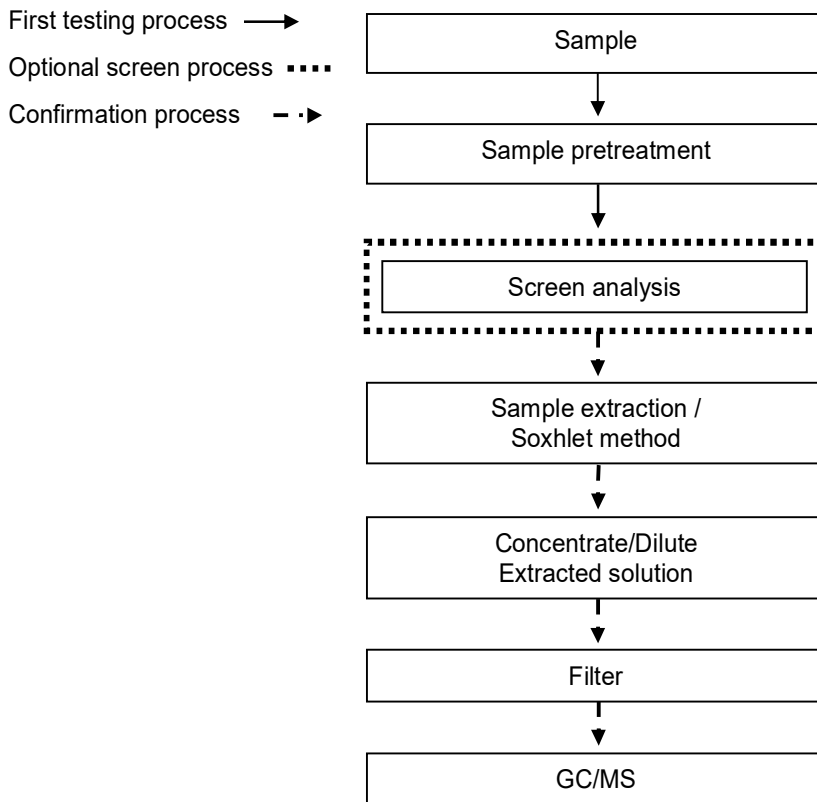 First testing process
Optional screen process
Confirmation process
Sample
Sample pretreatment
Screen analysis
Sample extraction /
Soxhlet method
Concentrate/Dilute
Extracted solution
Filter
GC/MS